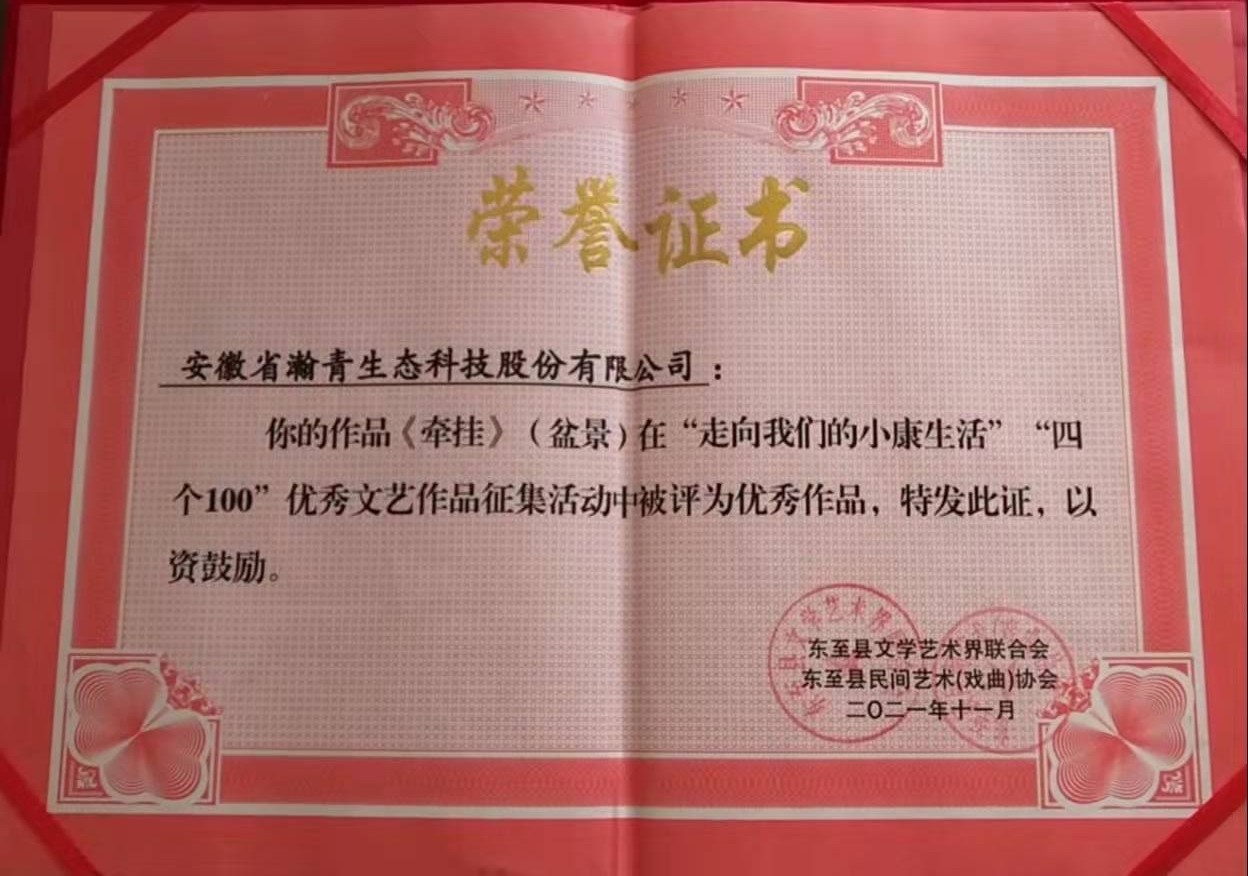 荣誉证书
安徽省瀚青生态科技股份有限公司：
你的作品《牵挂》（盆景）在“走向我们的小康生活”“四
个100”优秀文艺作品征集活动中被评为优秀作品，特发此证，以
资鼓励。
东至县文学艺术界联合会
东至县民间艺术(戏曲)协会
二〇二一年十一月